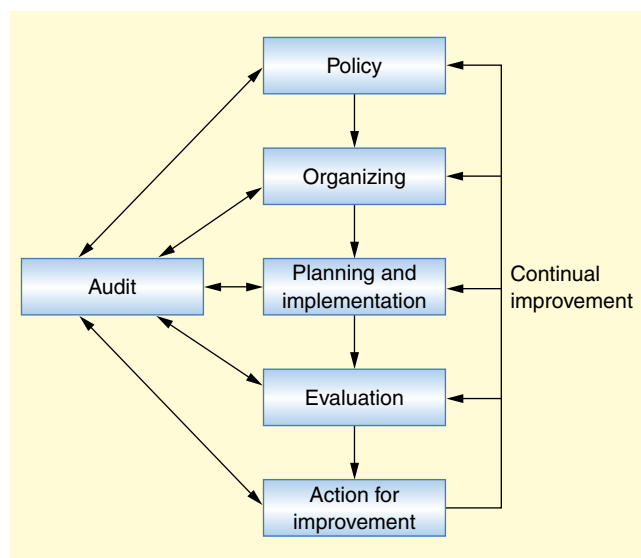 Policy
Organizing
Audit
Planning and
implementation
Continual
improvement
Evaluation
Action for
improvement